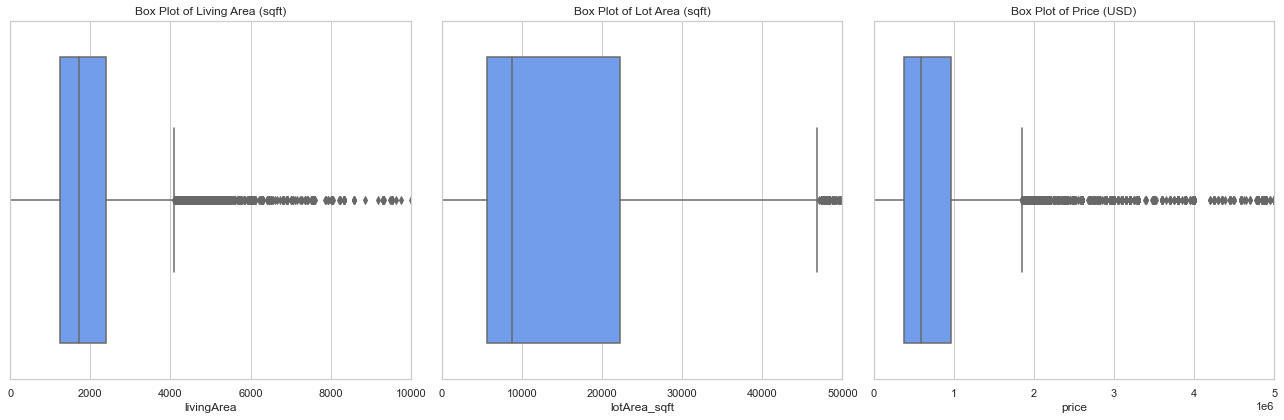 Box Plot of Living Area (sqft)
0 2000 4000 6000 8000 10000
livingArea
Box Plot of Lot Area (sqft)
0 10000 20000 30000 40000 50000
lotArea_sqft
Box Plot of Price (USD)
0 1 2 3 4 5
1e6
price